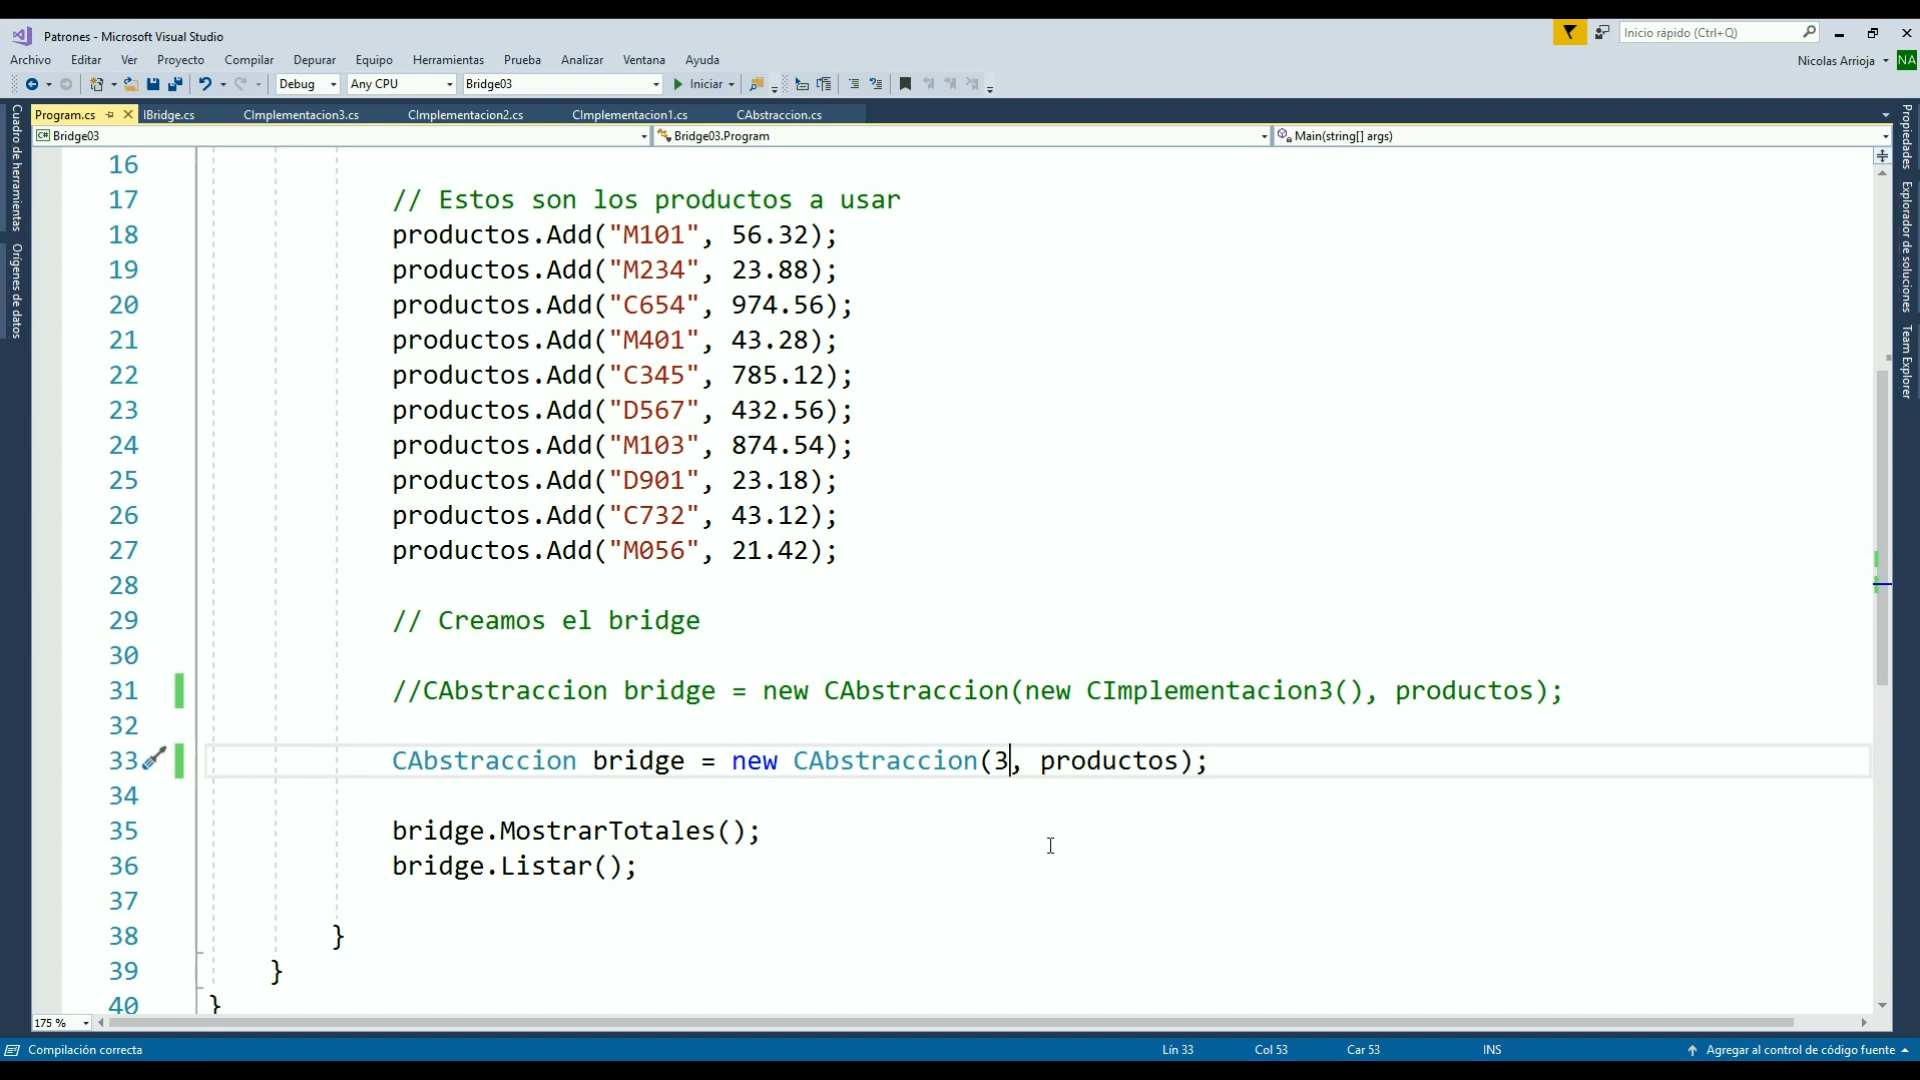 Patrones - Microsoft Visual Studio
Inicio rápido (Ctrl+Q)
Archivo Editar Ver Proyecto Compilar Depurar Equipo Herramientas Prueba Analizar Ventana Ayuda
Nicolas Arrioja NA
Debug Any CPU Bridge03 Iniciar
Program.cs IBridge.cs CImplementacion3.cs CImplementacion2.cs CImplementacion1.cs CAbstraccion.cs
Bridge03 Bridge03.Program Main(string[] args)
Cuadro de herramientas
Orígenes de datos
16
17 // Estos son los productos a usar
18 productos.Add("M101", 56.32);
19 productos.Add("M234", 23.88);
20 productos.Add("C654", 974.56);
21 productos.Add("M401", 43.28);
22 productos.Add("C345", 785.12);
23 productos.Add("D567", 432.56);
24 productos.Add("M103", 874.54);
25 productos.Add("D901", 23.18);
26 productos.Add("C732", 43.12);
27 productos.Add("M056", 21.42);
28
29 // Creamos el bridge
30
31 //CAbstraccion bridge = new CAbstraccion(new CImplementacion3(), productos);
32
33 CAbstraccion bridge = new CAbstraccion(3, productos);
34
35 bridge.MostrarTotales();
36 bridge.Listar();
37
38 }
39 }
40 }
Propiedades
Explorador de soluciones
Team Explorer
175 %
Compilación correcta Lín 33 Col 53 Car 53 INS Agregar al control de código fuente